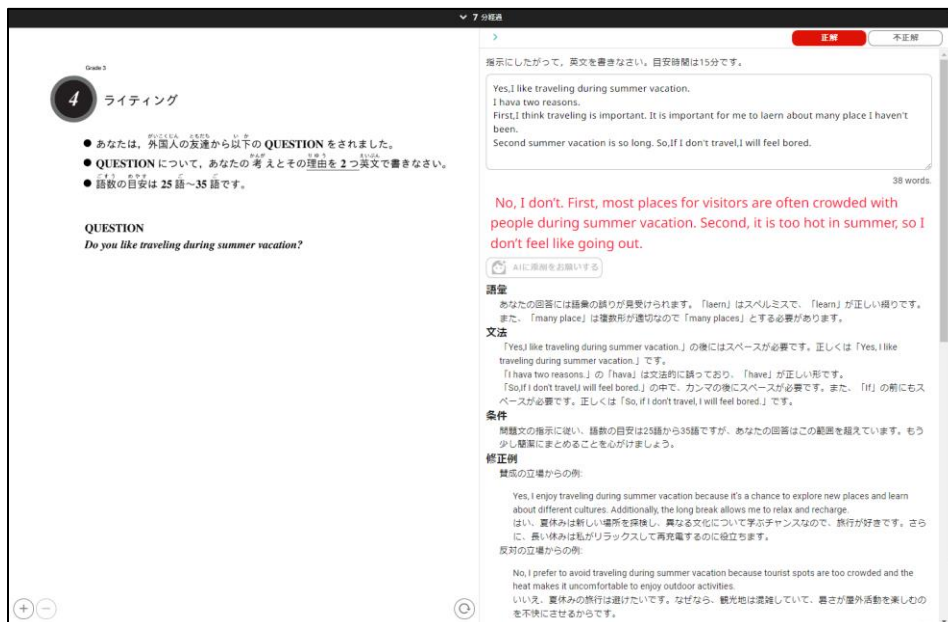 7 分経過
Grade 3
4 ライティング
● あなたは，外国人の友達から以下の QUESTION をされました。
● QUESTION について，あなたの考えとその理由を 2 つ英文で書きなさい。
● 語数の目安は 25 語～35 語です。
QUESTION
Do you like traveling during summer vacation?
正解
不正解
指示にしたがって，英文を書きなさい。目安時間は15分です。
Yes,I like traveling during summer vacation.
I hava two reasons.
First,I think traveling is important. It is important for me to laern about many place I haven't
been.
Second summer vacation is so long. So,If I don't travel,I will feel bored.
38 words.
No, I don't. First, most places for visitors are often crowded with
people during summer vacation. Second, it is too hot in summer, so I
don't feel like going out.
AIに添削をお願いする
語彙
あなたの回答には語彙の誤りが見受けられます。「laern」はスペルミスで、「learn」が正しい綴りです。
また、「many place」は複数形が適切なので「many places」とする必要があります。
文法
「Yes,I like traveling during summer vacation.」の後にはスペースが必要です。正しくは「Yes, I like
traveling during summer vacation.」です。
「I hava two reasons.」の「hava」は文法的に誤っており、「have」が正しい形です。
「So,If I don't travel,I will feel bored.」の中で、カンマの後にスペースが必要です。また、「If」の前にもス
ペースが必要です。正しくは「So, if I don't travel, I will feel bored.」です。
条件
問題文の指示に従い、語数の目安は25語から35語ですが、あなたの回答はこの範囲を超えています。もう
少し簡潔にまとめることを心がけましょう。
修正例
賛成の立場からの例:
Yes, I enjoy traveling during summer vacation because it's a chance to explore new places and learn
about different cultures. Additionally, the long break allows me to relax and recharge.
はい、夏休みは新しい場所を探検し、異なる文化について学ぶチャンスなので、旅行が好きです。さら
に、長い休みは私がリラックスして再充電するのに役立ちます。
反対の立場からの例:
No, I prefer to avoid traveling during summer vacation because tourist spots are too crowded and the
heat makes it uncomfortable to enjoy outdoor activities.
いいえ、夏休みの旅行は避けたいです。なぜなら、観光地は混雑していて、暑さが屋外活動を楽しむの
を不快にさせるからです。